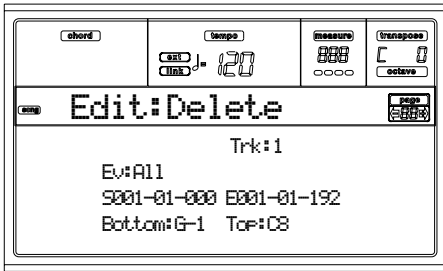 chord tempo measure transpose
ext link ♩= 120 888 C 0
octave
song Edit:Delete page
Trk:1
Ev:All
S001-01-000 E001-01-192
Bottom:G-1 Top:C8